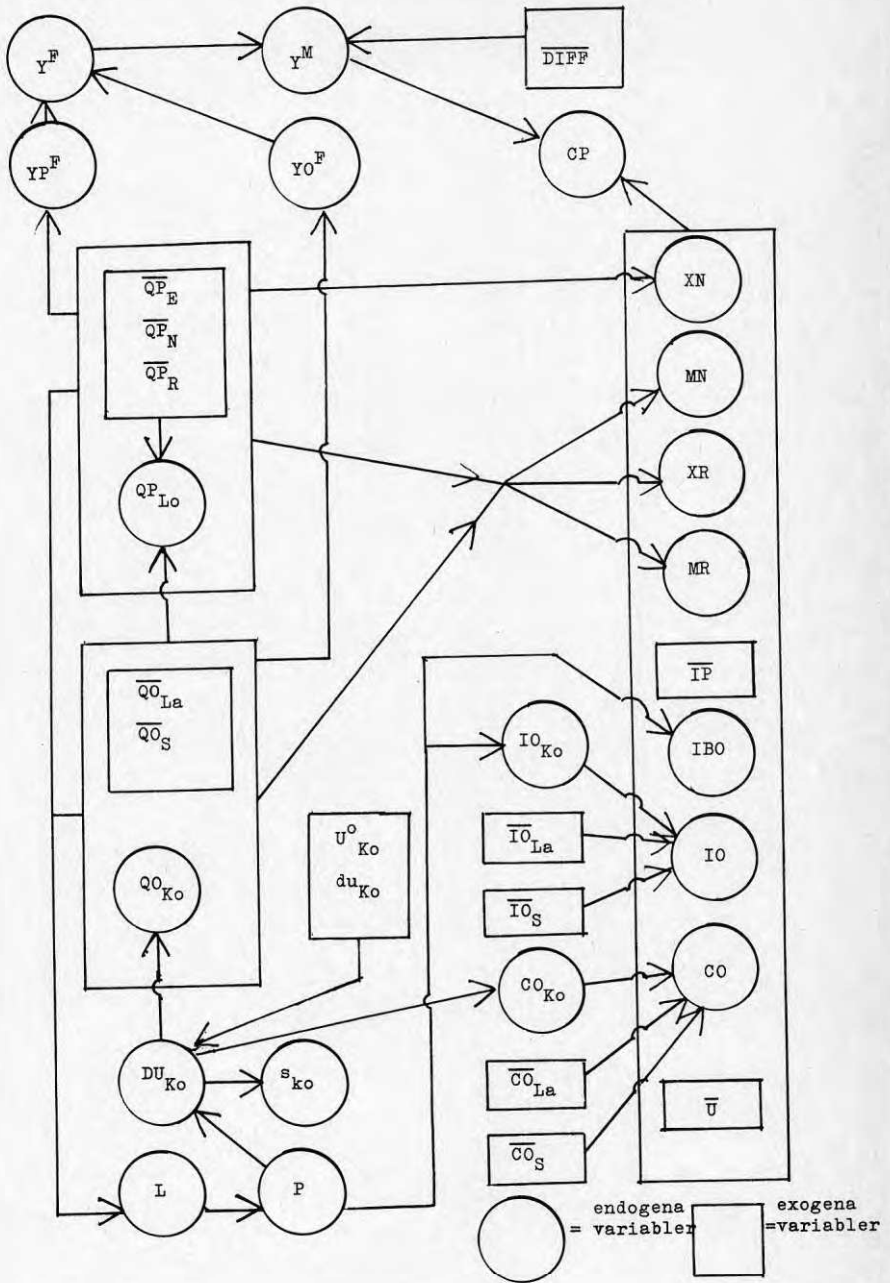 Y^F
Y^M
DIFF
YP^F
YO^F
CP
QP_E
QP_N
QP_R
QP_Lo
XN
MN
XR
MR
IP
QO_La
QO_S
IO_Ko
IBO
QO_Ko
U°_Ko
du_Ko
IO_La
IO
IO_S
CO_Ko
CO
DU_Ko
s_ko
CO_La
U
CO_S
L
P
= endogena variabler
= exogena variabler